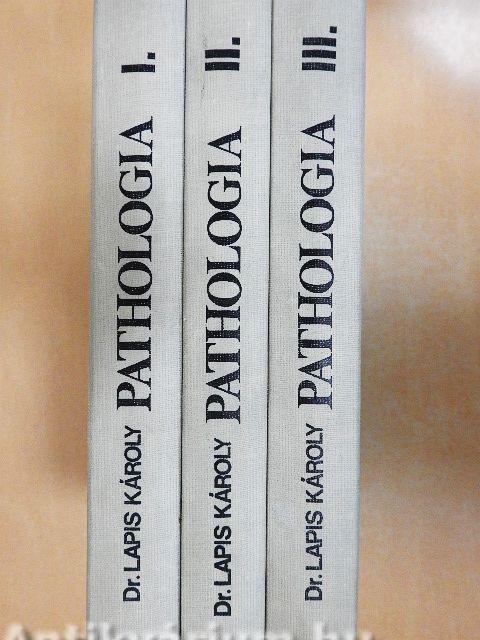 Dr. LAPIS KÁROLY PATHOLOGIA I.
Dr. LAPIS KÁROLY PATHOLOGIA II.
Dr. LAPIS KÁROLY PATHOLOGIA III.